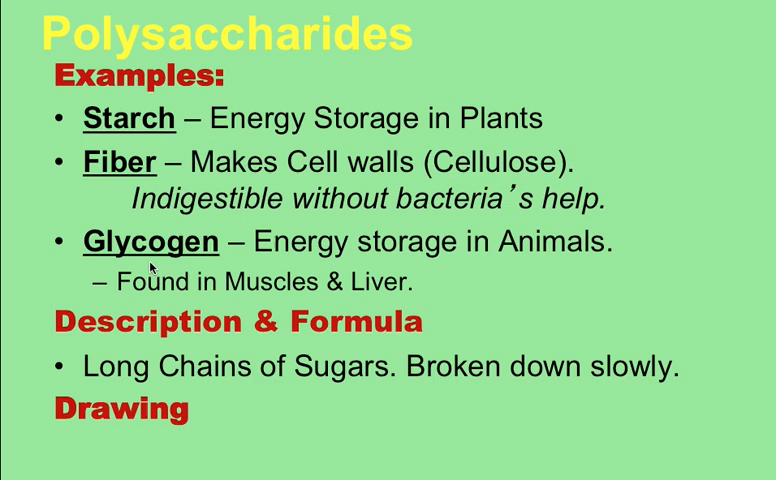 Polysaccharides
Examples:
• Starch – Energy Storage in Plants
• Fiber – Makes Cell walls (Cellulose).
Indigestible without bacteria’s help.
• Glycogen – Energy storage in Animals.
– Found in Muscles & Liver.
Description & Formula
• Long Chains of Sugars. Broken down slowly.
Drawing